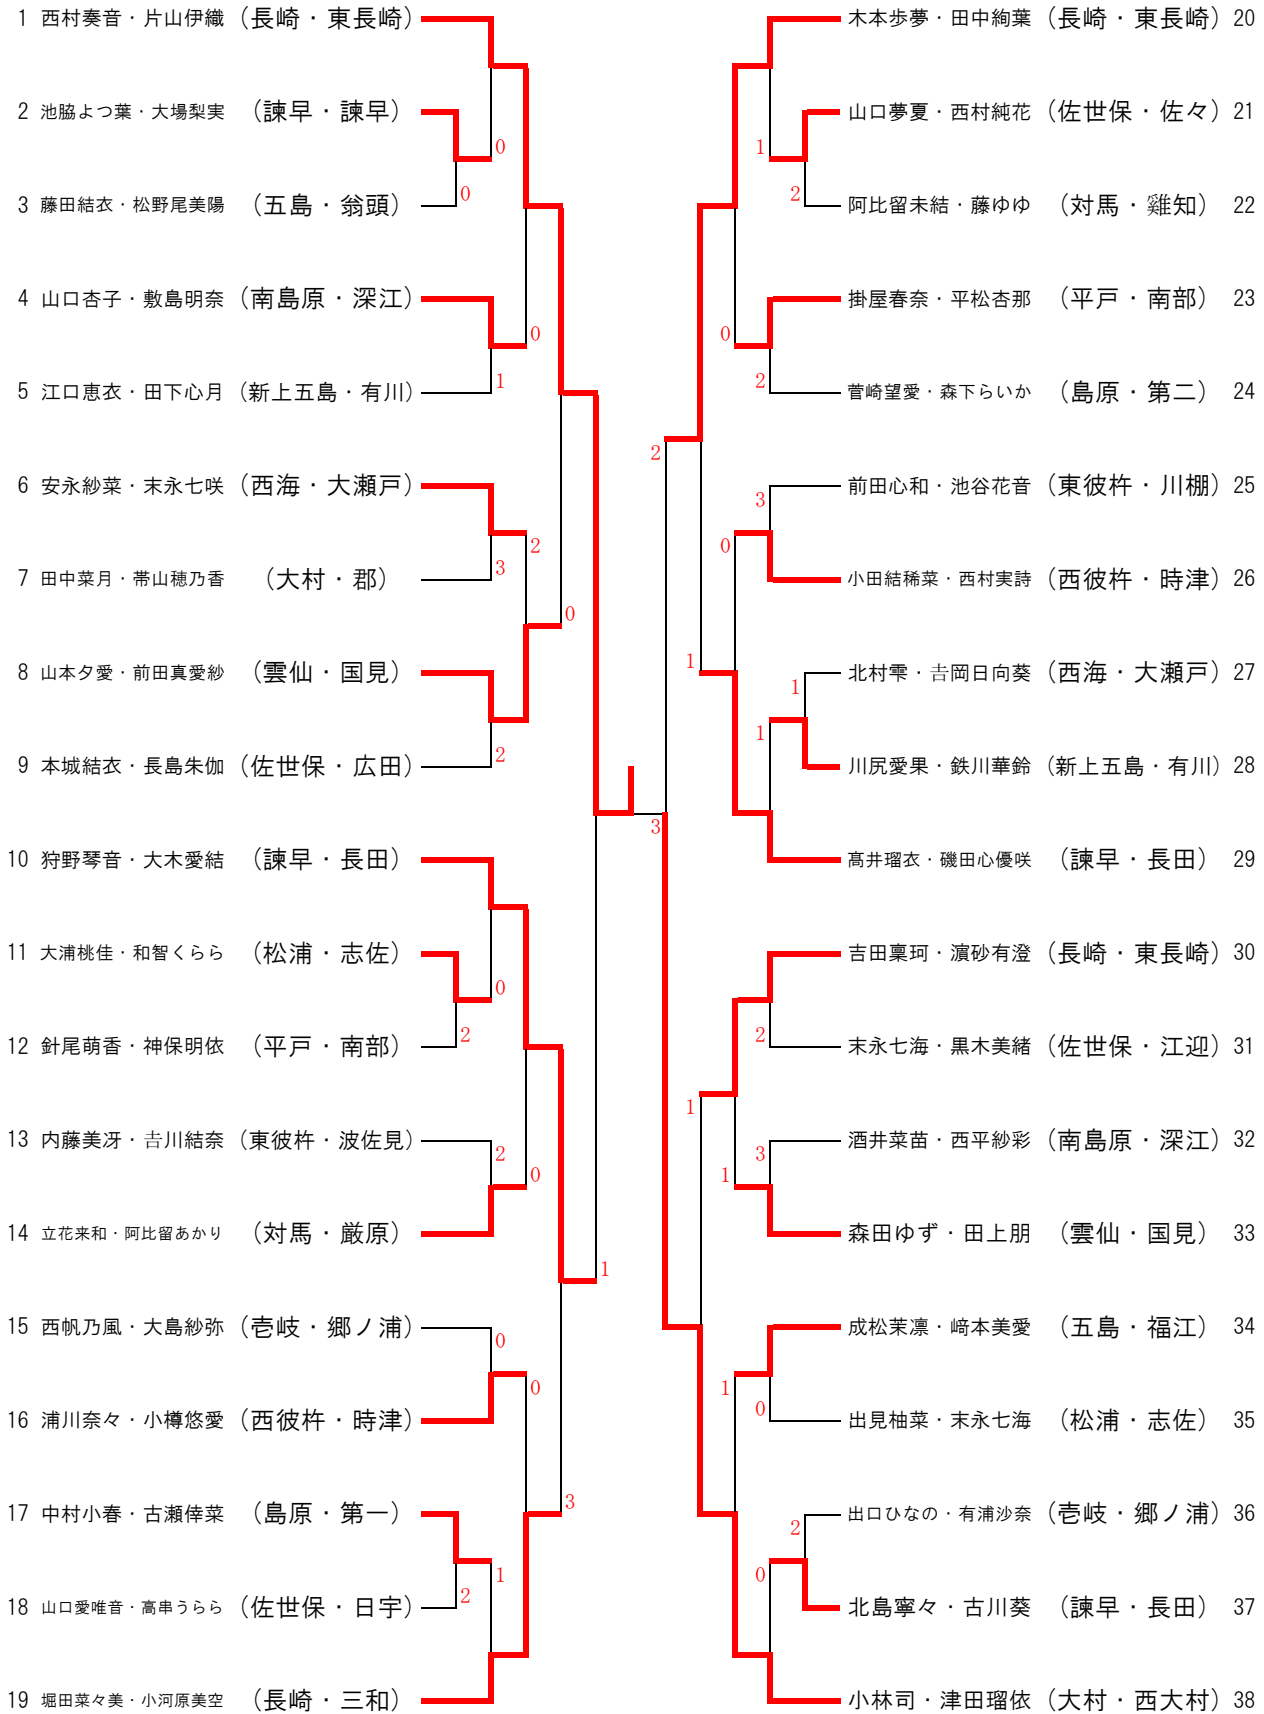 1 西村奏音・片山伊織 (長崎・東長崎)
2 池脇よつ葉・大場梨実 (諫早・諫早)
0
3 藤田結衣・松野尾美陽 (五島・翁頭)
0
4 山口杏子・敷島明奈 (南島原・深江)
0
5 江口恵衣・田下心月 (新上五島・有川)
1
6 安永紗菜・末永七咲 (西海・大瀬戸)
2
7 田中菜月・帯山穂乃香 (大村・郡)
3
0
8 山本夕愛・前田真愛紗 (雲仙・国見)
9 本城結衣・長島朱伽 (佐世保・広田)
2
10 狩野琴音・大木愛結 (諫早・長田)
11 大浦桃佳・和智くらら (松浦・志佐)
0
12 針尾萌香・神保明依 (平戸・南部)
2
13 内藤美冴・𠮷川結奈 (東彼杵・波佐見)
2
0
14 立花来和・阿比留あかり (対馬・厳原)
1
15 西帆乃風・大島紗弥 (壱岐・郷ノ浦)
0
0
16 浦川奈々・小樽悠愛 (西彼杵・時津)
3
17 中村小春・古瀬倖菜 (島原・第一)
1
18 山口愛唯音・高串うらら (佐世保・日宇)
2
19 堀田菜々美・小河原美空 (長崎・三和)
木本歩夢・田中絢葉 (長崎・東長崎) 20
山口夢夏・西村純花 (佐世保・佐々) 21
1
2
阿比留未結・藤ゆゆ (対馬・雞知) 22
掛屋春奈・平松杏那 (平戸・南部) 23
0
2
菅崎望愛・森下らいか (島原・第二) 24
2
前田心和・池谷花音 (東彼杵・川棚) 25
3
0
小田結稀菜・西村実詩 (西彼杵・時津) 26
1
北村雫・𠮷岡日向葵 (西海・大瀬戸) 27
1
1
川尻愛果・鉄川華鈴 (新上五島・有川) 28
3
髙井瑠衣・磯田心優咲 (諫早・長田) 29
吉田稟珂・濵砂有澄 (長崎・東長崎) 30
2
末永七海・黒木美緒 (佐世保・江迎) 31
1
酒井菜苗・西平紗彩 (南島原・深江) 32
3
1
森田ゆず・田上朋 (雲仙・国見) 33
成松茉凛・﨑本美愛 (五島・福江) 34
1
0
出見柚菜・末永七海 (松浦・志佐) 35
出口ひなの・有浦沙奈 (壱岐・郷ノ浦) 36
2
0
北島寧々・古川葵 (諫早・長田) 37
小林司・津田瑠依 (大村・西大村) 38